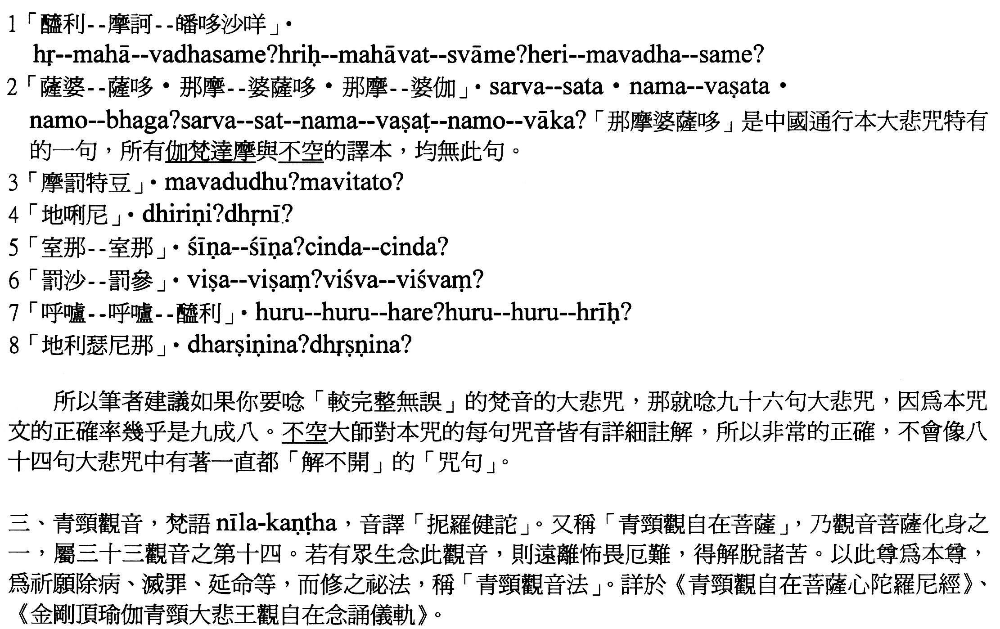 1「醯利--摩訶--皤哆沙咩」•
hṛ--mahā--vadhasame?hriḥ--mahāvat--svāme?heri--mavadha--same?
2「薩婆--薩哆•那摩--婆薩哆•那摩--婆伽」• sarva--sata • nama--vaṣata •
namo--bhaga?sarva--sat--nama--vaṣaṭ--namo--vāka?「那摩婆薩哆」是中國通行本大悲咒特有
的一句，所有伽梵達摩與不空的譯本，均無此句。
3「摩罰特豆」• mavadudhu?mavitato?
4「地唎尼」• dhiriṇi?dhṛnī?
5「室那--室那」• śīṇa--śīṇa?cinda--cinda?
6「罰沙--罰參」• viṣa--viṣaṃ?viśva--viśvaṃ?
7「呼嚧--呼嚧--醯利」• huru--huru--hare?huru--huru--hrīḥ?
8「地利瑟尼那」• dharṣiṇina?dhṛṣṇina?
所以筆者建議如果你要唸「較完整無誤」的梵音的大悲咒，那就唸九十六句大悲咒，因爲本咒
文的正確率幾乎是九成八。不空大師對本咒的每句咒音皆有詳細註解，所以非常的正確，不會像八
十四句大悲咒中有著一直都「解不開」的「咒句」。
三、青頸觀音，梵語 nīla-kaṇṭha，音譯「抳羅健詑」。又稱「青頸觀自在菩薩」，乃觀音菩薩化身之
一，屬三十三觀音之第十四。若有眾生念此觀音，則遠離怖畏厄難，得解脫諸苦。以此尊爲本尊，
爲祈願除病、滅罪、延命等，而修之祕法，稱「青頸觀音法」。詳於《青頸觀自在菩薩心陀羅尼經》、
《金剛頂瑜伽青頸大悲王觀自在念誦儀軌》。